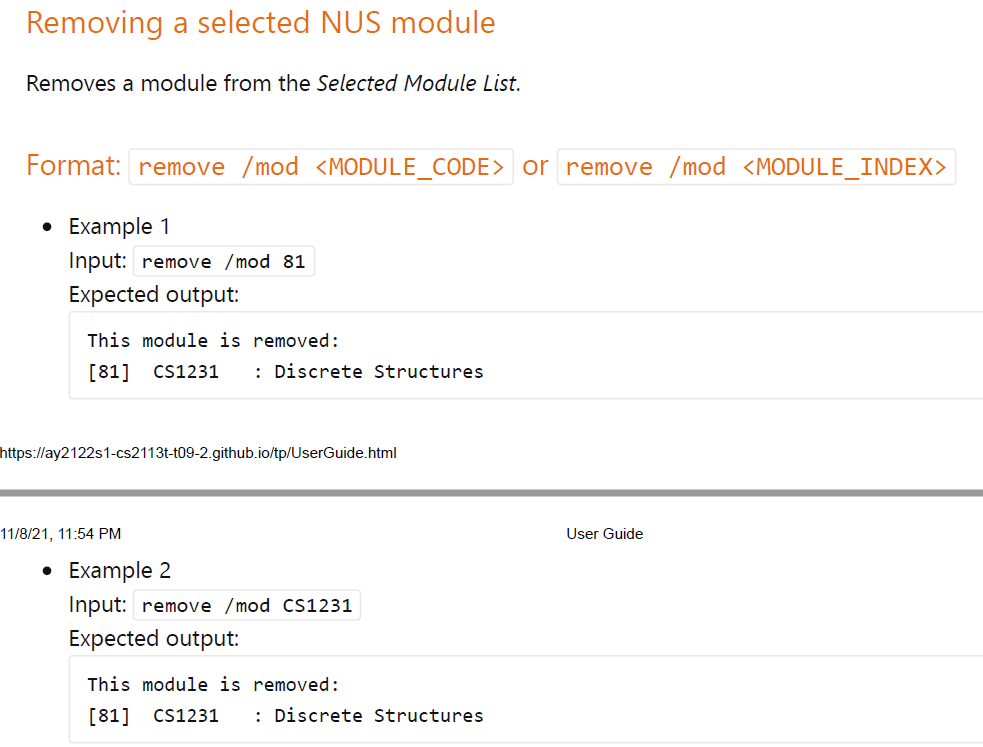 Removing a selected NUS module
Removes a module from the Selected Module List.
Format: remove /mod <MODULE_CODE> or remove /mod <MODULE_INDEX>
• Example 1
Input: remove /mod 81
Expected output:
This module is removed:
[81]  CS1231   : Discrete Structures
https://ay2122s1-cs2113t-t09-2.github.io/tp/UserGuide.html
11/8/21, 11:54 PM User Guide
• Example 2
Input: remove /mod CS1231
Expected output:
This module is removed:
[81]  CS1231   : Discrete Structures